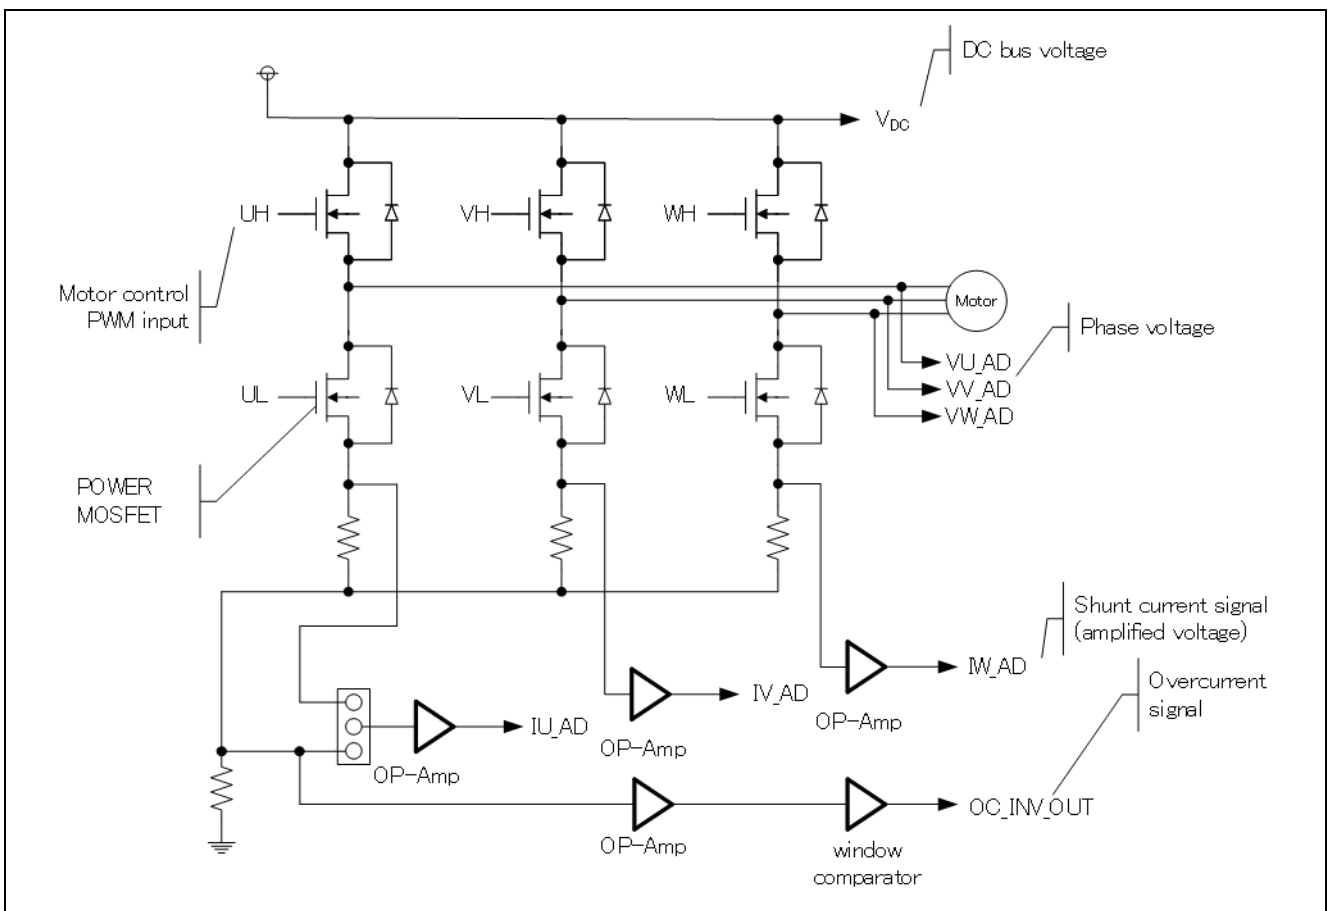 DC bus voltage
VDC
UH
VH
WH
Motor control
PWM input
Motor
Phase voltage
VU_AD
VV_AD
VW_AD
UL
VL
WL
POWER
MOSFET
Shunt current signal
(amplified voltage)
IW_AD
OP-Amp
Overcurrent
signal
IV_AD
OP-Amp
IU_AD
OP-Amp
OC_INV_OUT
OP-Amp
window
comparator